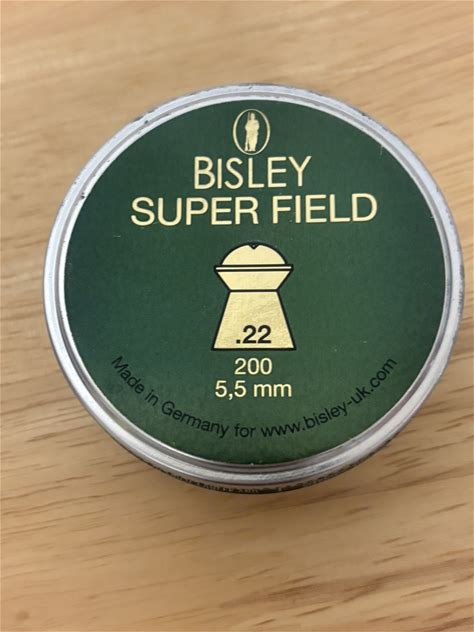 BISLEY
SUPER FIELD
.22
200
5,5 mm
Made in Germany for www.bisley-uk.com